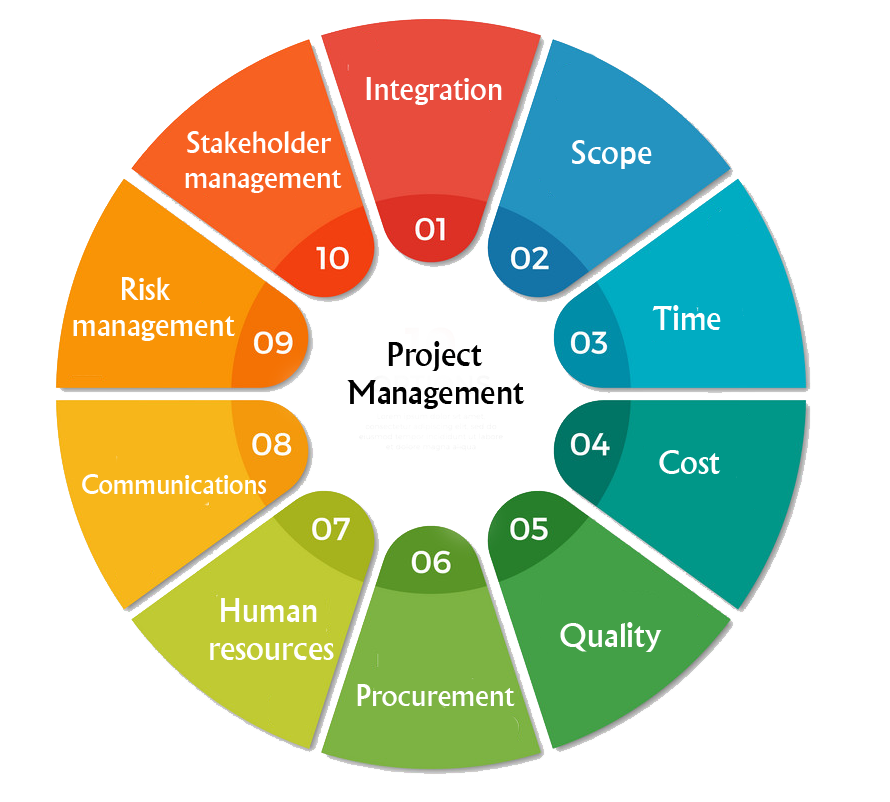 Integration
01
Scope
02
Time
03
Cost
04
Quality
05
Procurement
06
Human
resources
07
Communications
08
Risk
management
09
Stakeholder
management
10
Project
Management